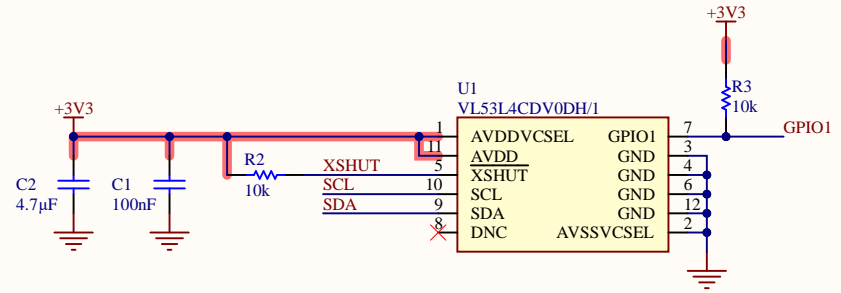 +3V3
U1
VL53L4CDV0DH/1
R3
10k
+3V3
1
AVDDVCSEL
GPIO1
7
GPIO1
11
AVDD
GND
3
R2
10k
XSHUT
5
XSHUT
GND
4
C2
4.7µF
C1
100nF
SCL
10
SCL
GND
6
SDA
9
SDA
GND
12
8
DNC
AVSSVCSEL
2